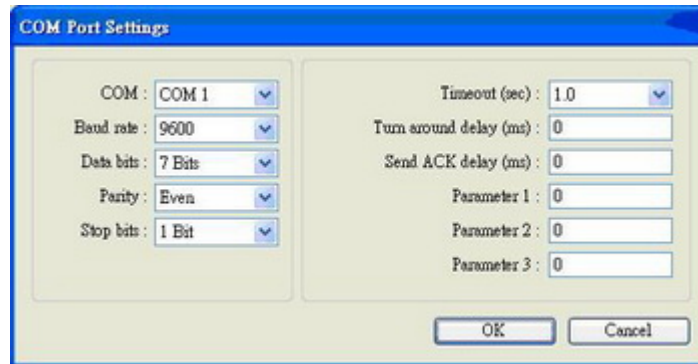 COM Port Settings
COM : COM 1
Baud rate : 9600
Data bits : 7 Bits
Parity : Even
Stop bits : 1 Bit
Timeout (sec) : 1.0
Turn around delay (ms) : 0
Send ACK delay (ms) : 0
Parameter 1 : 0
Parameter 2 : 0
Parameter 3 : 0
OK
Cancel